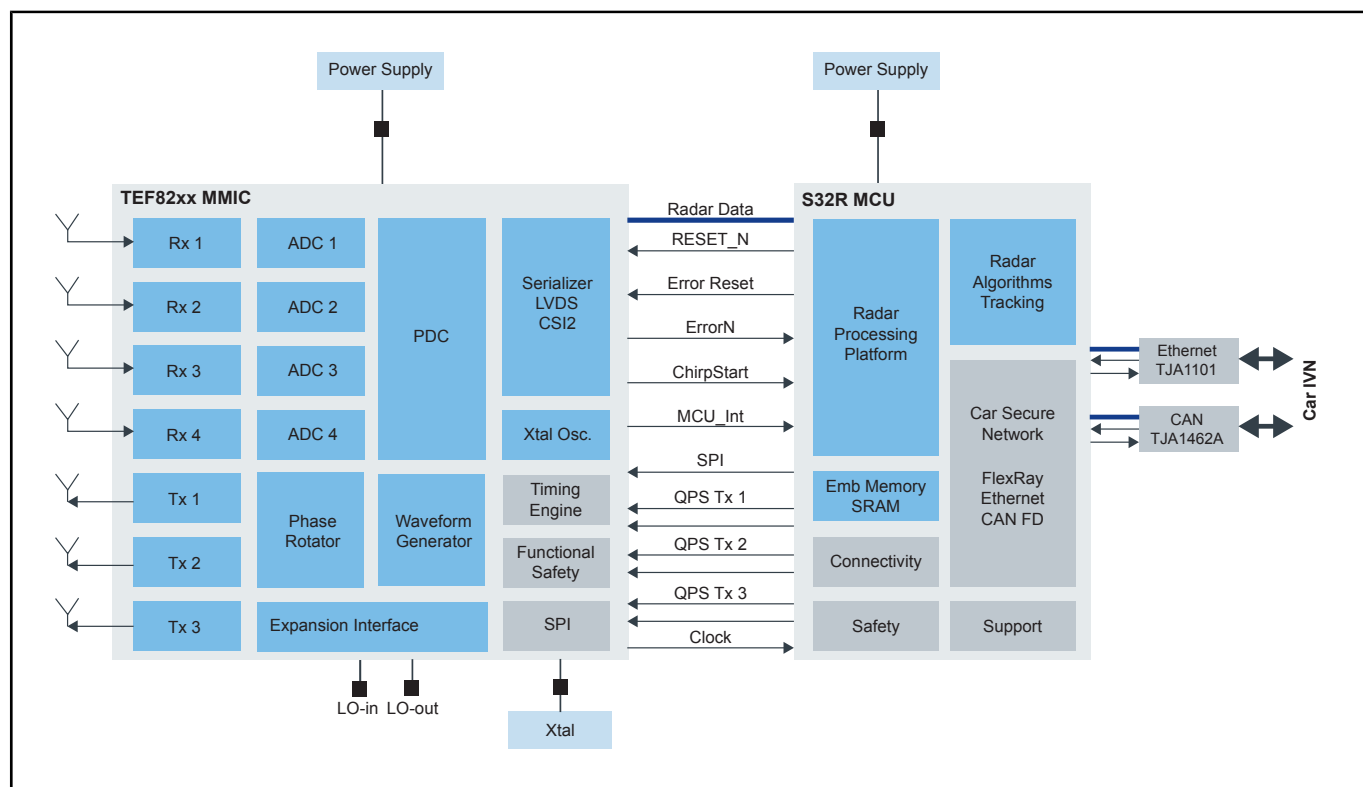 Power Supply
Power Supply
TEF82xx MMIC
S32R MCU
Rx 1
Rx 2
Rx 3
Rx 4
Tx 1
Tx 2
Tx 3
ADC 1
ADC 2
ADC 3
ADC 4
PDC
Phase
Rotator
Waveform
Generator
Expansion Interface
Serializer
LVDS
CSI2
Xtal Osc.
Timing
Engine
Functional
Safety
SPI
LO-in
LO-out
Xtal
Radar Data
RESET_N
Error Reset
ErrorN
ChirpStart
MCU_Int
SPI
QPS Tx 1
QPS Tx 2
QPS Tx 3
Clock
Radar
Processing
Platform
Emb Memory
SRAM
Connectivity
Safety
Radar
Algorithms
Tracking
Car Secure
Network
FlexRay
Ethernet
CAN FD
Support
Ethernet
TJA1101
CAN
TJA1462A
Car IVN